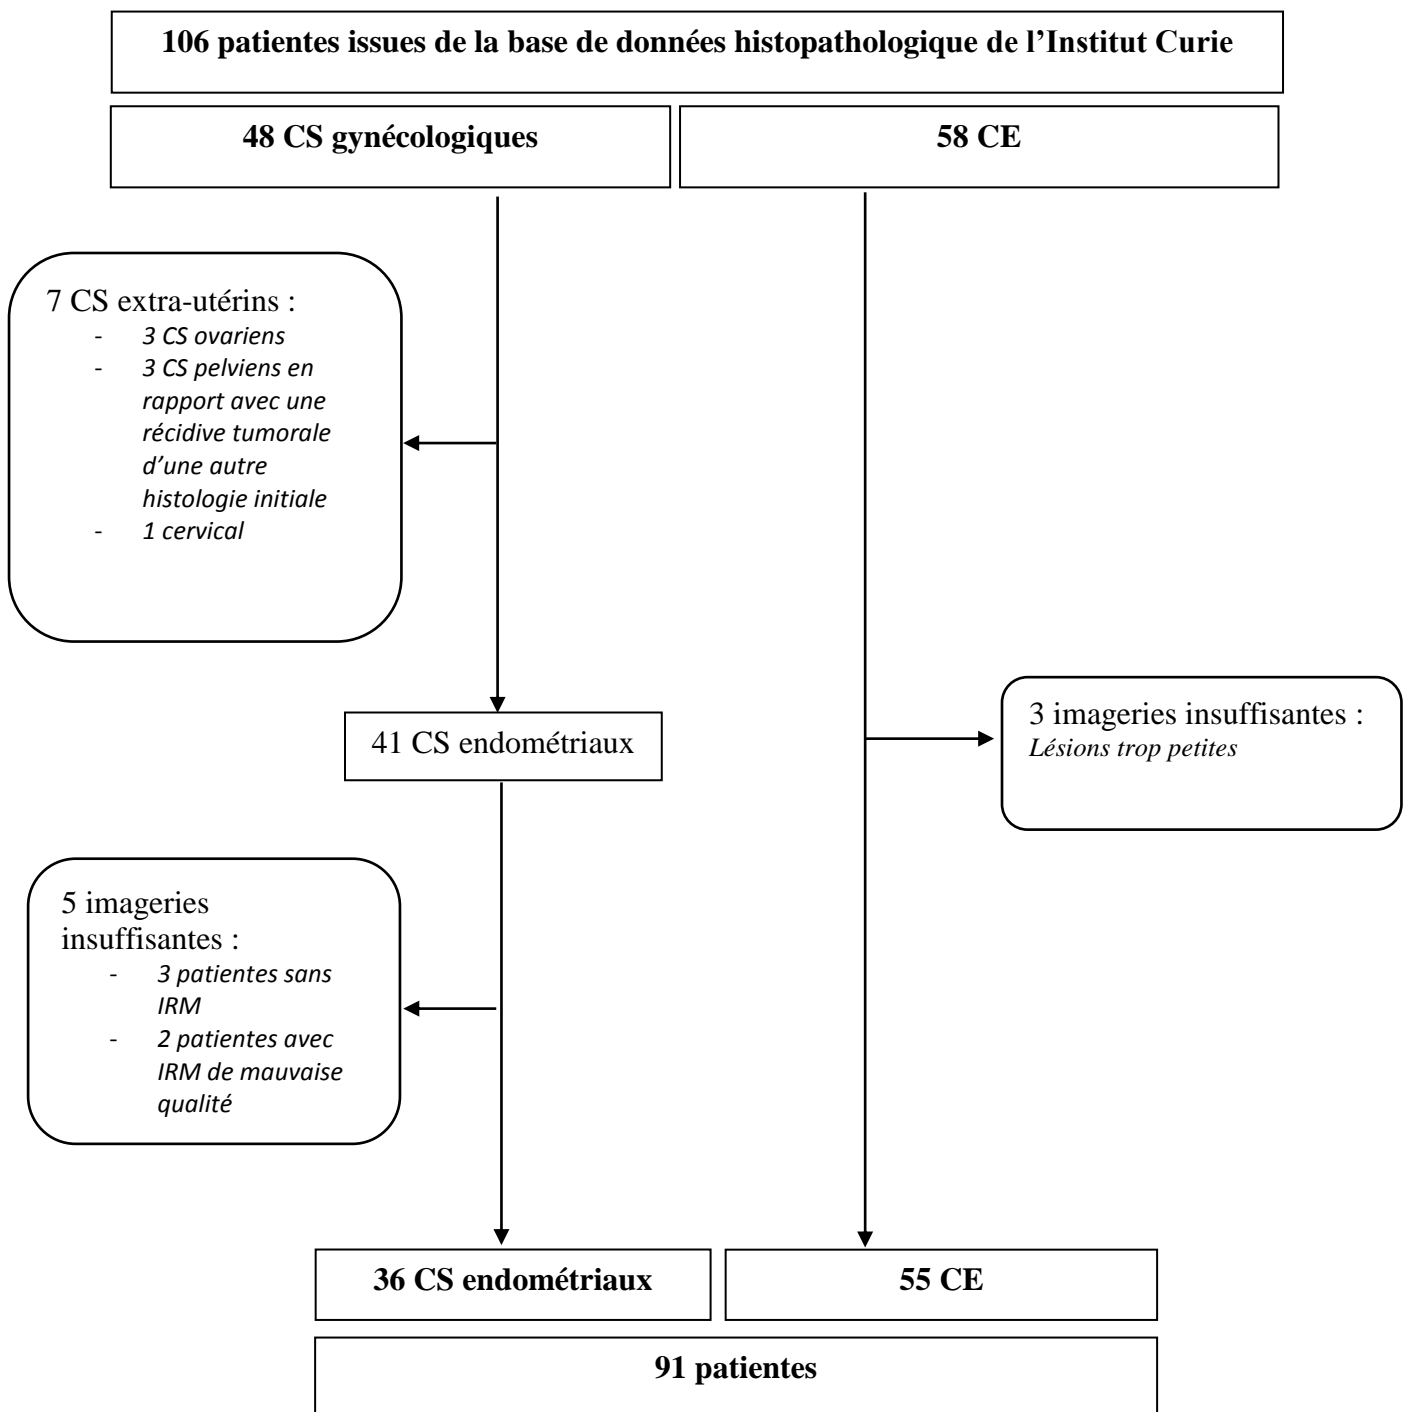 106 patientes issues de la base de données histopathologique de l’Institut Curie
48 CS gynécologiques
58 CE
7 CS extra-utérins :
- 3 CS ovariens
- 3 CS pelviens en
rapport avec une
récidive tumorale
d’une autre
histologie initiale
- 1 cervical
41 CS endométriaux
3 imageries insuffisantes :
Lésions trop petites
5 imageries
insuffisantes :
- 3 patientes sans
IRM
- 2 patientes avec
IRM de mauvaise
qualité
36 CS endométriaux
55 CE
91 patientes